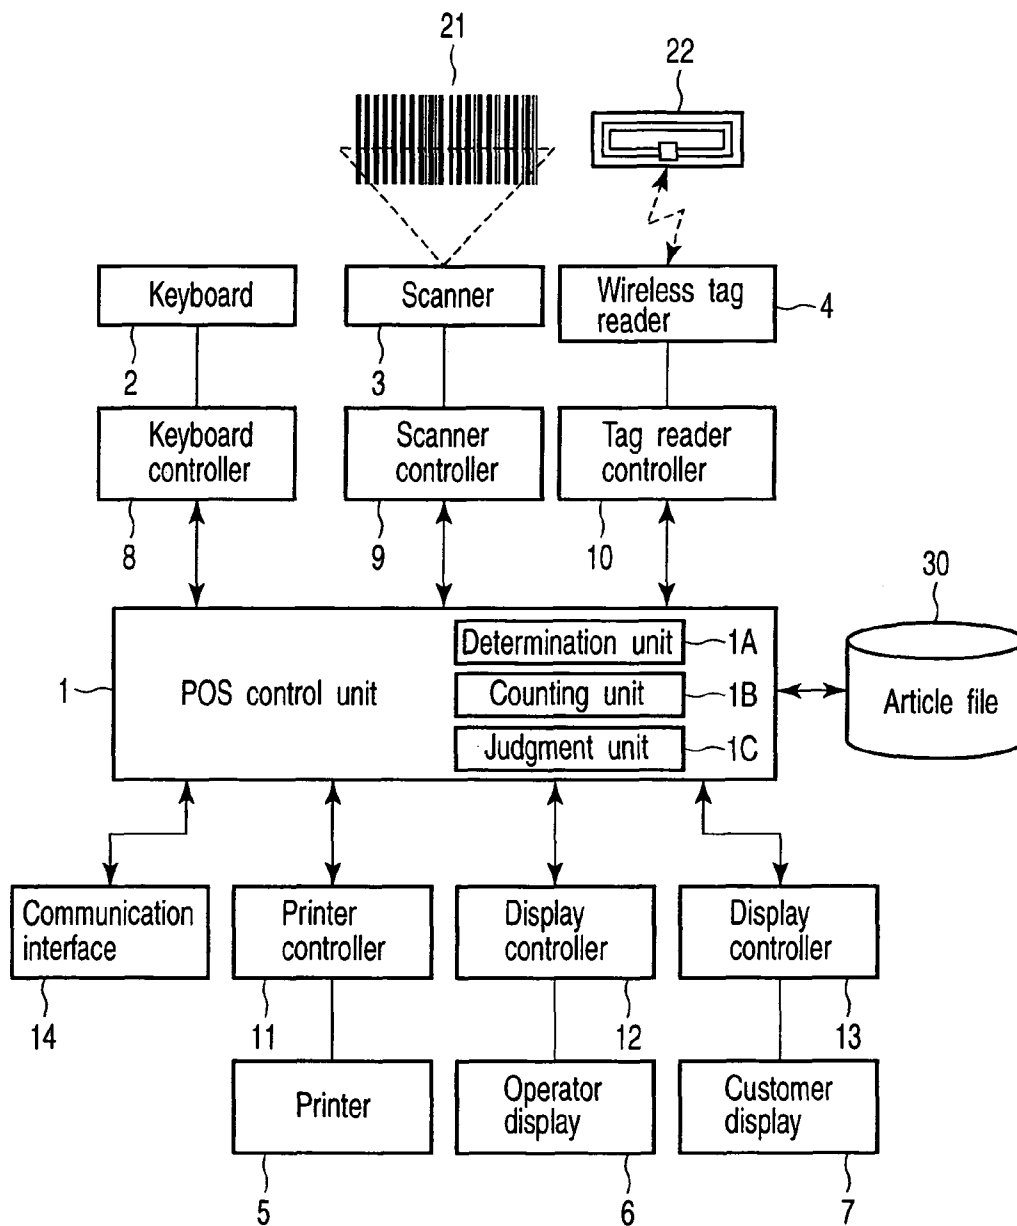 21
22
Keyboard
Scanner
Wireless tag
reader
4
2
3
Keyboard
controller
Scanner
controller
Tag reader
controller
8
9
10
30
1
POS control unit
Determination unit
1A
Counting unit
1B
Judgment unit
1C
Article file
Communication
interface
Printer
controller
Display
controller
Display
controller
14
11
12
13
Printer
Operator
display
Customer
display
5
6
7